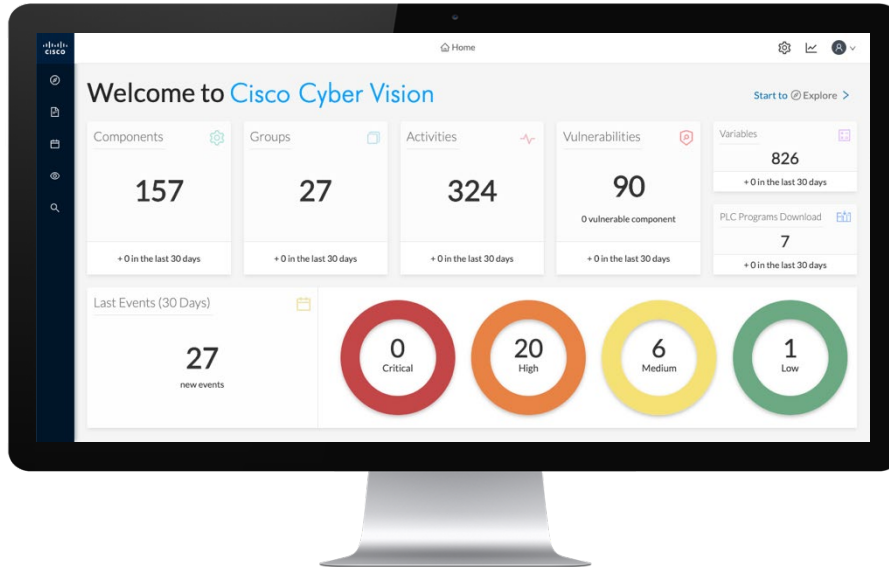 cisco
Home
Welcome to Cisco Cyber Vision
Start to Explore >
Components
157
+ 0 in the last 30 days
Groups
27
+ 0 in the last 30 days
Activities
324
+ 0 in the last 30 days
Vulnerabilities
90
0 vulnerable component
+ 0 in the last 30 days
Variables
826
+ 0 in the last 30 days
PLC Programs Download
7
+ 0 in the last 30 days
Last Events (30 Days)
27
new events
0
Critical
20
High
6
Medium
1
Low